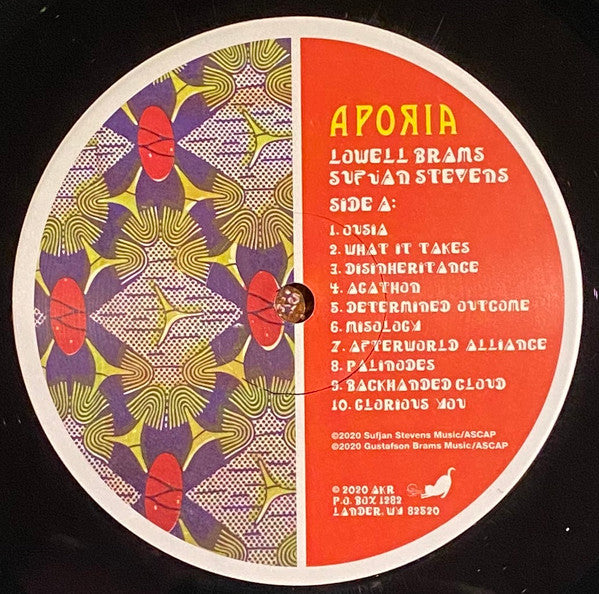 APOЯIA
LOWELL BRAMS
SUFJAN STEVENS
SIDE A:
1. OUSIA
2. WHAT IT TAKES
3. DISINHERITANCE
4. AGATHON
5. DETERMINED OUTCOME
6. MISOLOGY
7. AFTERWORLD ALLIANCE
8. PALINODES
9. BACKHANDED CLOUD
10. GLORIOUS YOU
©2020 Sufjan Stevens Music/ASCAP
©2020 Gustafson Brams Music/ASCAP
© 2020 AKR
P.O. BOX 1282
LANDER, WY 82520